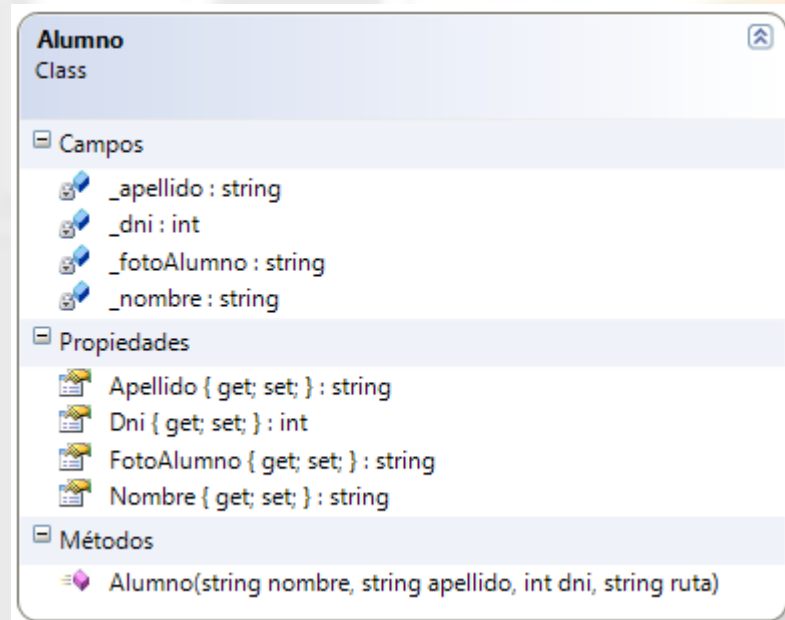 Alumno
Class
Campos
_apellido : string
_dni : int
_fotoAlumno : string
_nombre : string
Propiedades
Apellido { get; set; } : string
Dni { get; set; } : int
FotoAlumno { get; set; } : string
Nombre { get; set; } : string
Métodos
Alumno(string nombre, string apellido, int dni, string ruta)